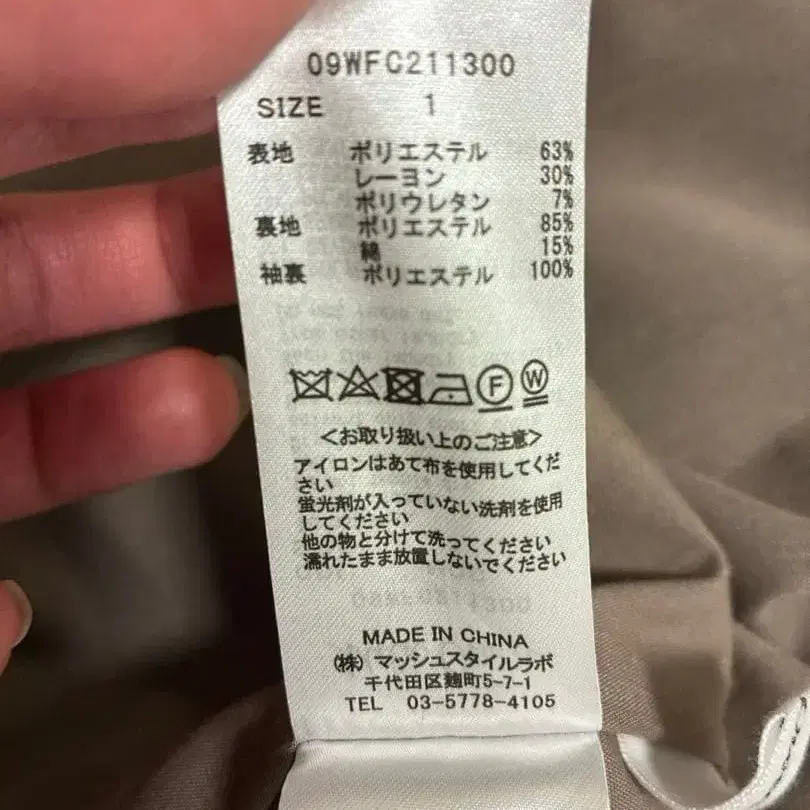 09WFC211300
SIZE 1
表地 ポリエステル 63%
レーヨン 30%
ポリウレタン 7%
裏地 ポリエステル 85%
綿 15%
袖裏 ポリエステル 100%
F W
<お取り扱い上のご注意>
アイロンはあて布を使用してくだ
さい
蛍光剤が入っていない洗剤を使用
してください
他の物と分けて洗ってください
濡れたまま放置しないでください
MADE IN CHINA
(株) マッシュスタイルラボ
千代田区麹町5-7-1
TEL 03-5778-4105